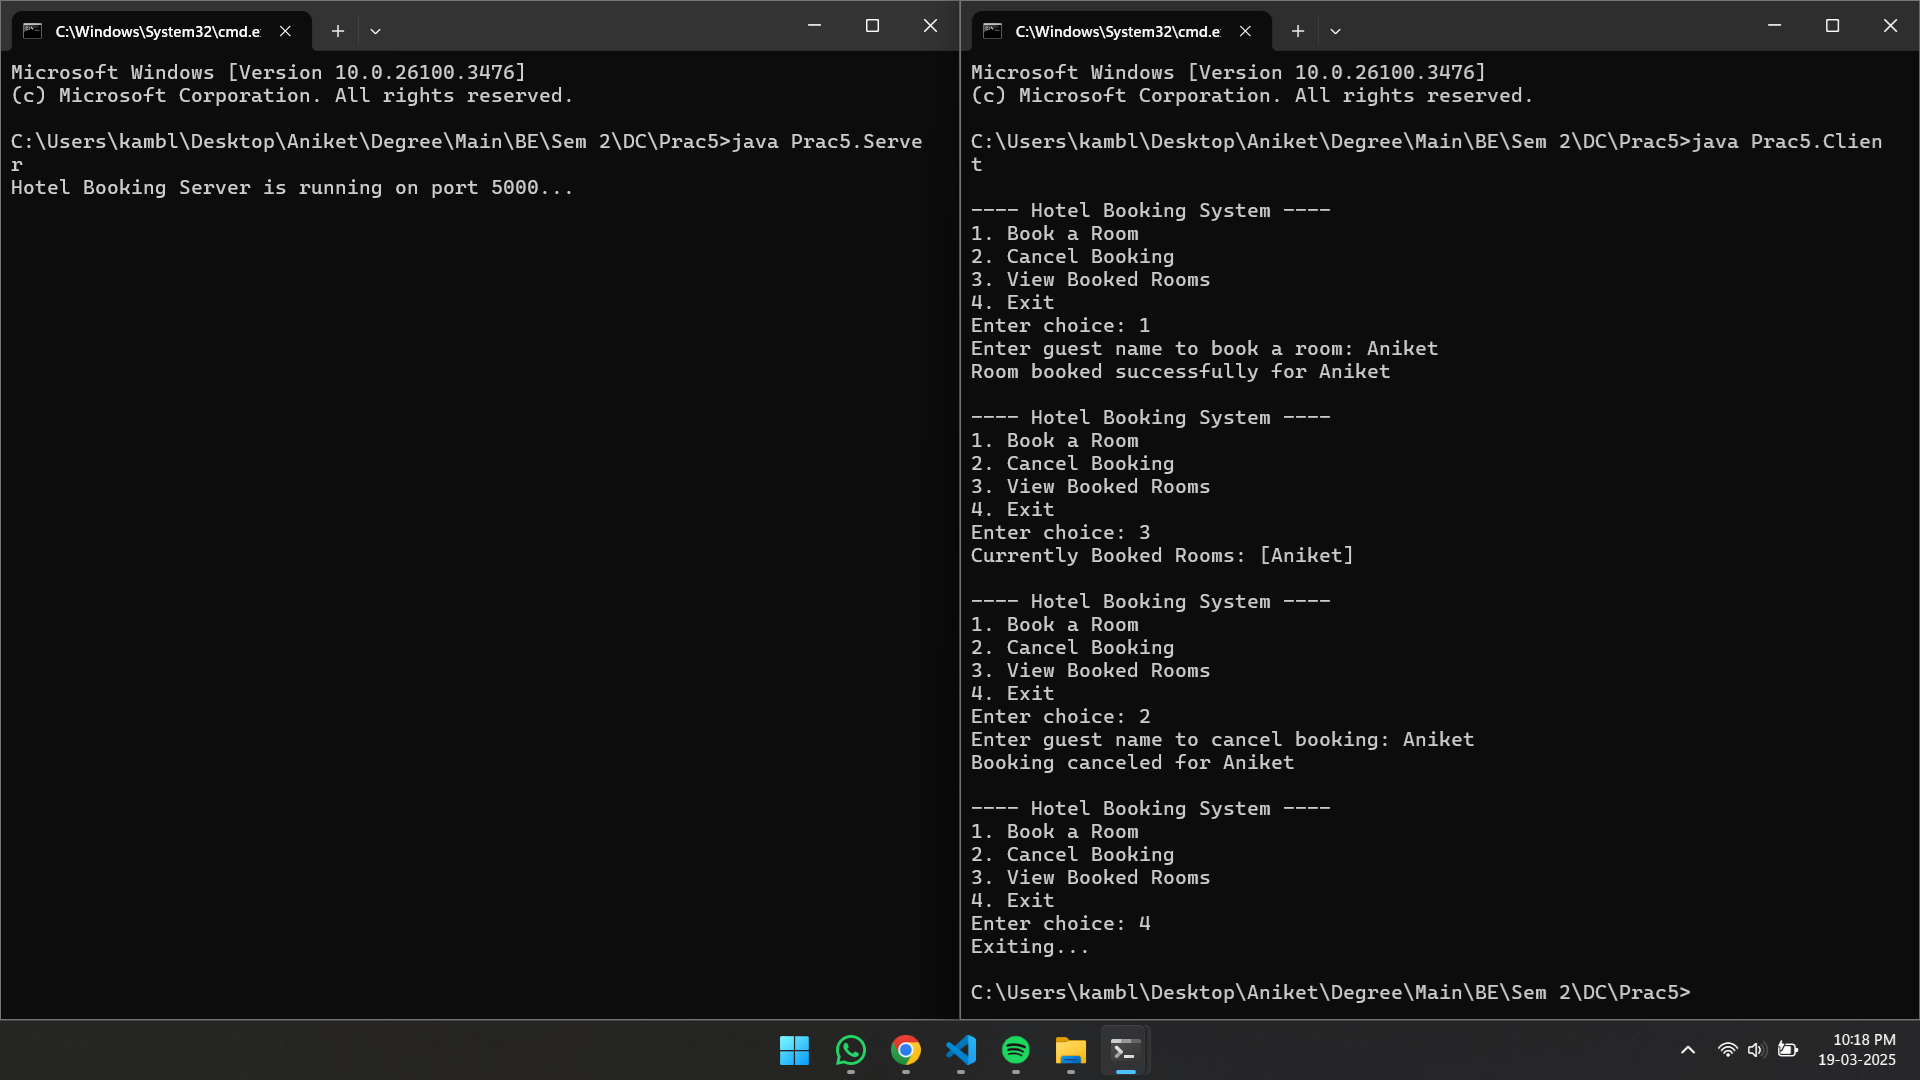 C:\Windows\System32\cmd.e
Microsoft Windows [Version 10.0.26100.3476]
(c) Microsoft Corporation. All rights reserved.
C:\Users\kambl\Desktop\Aniket\Degree\Main\BE\Sem 2\DC\Prac5>java Prac5.Serve
r
Hotel Booking Server is running on port 5000...
C:\Windows\System32\cmd.e
Microsoft Windows [Version 10.0.26100.3476]
(c) Microsoft Corporation. All rights reserved.
C:\Users\kambl\Desktop\Aniket\Degree\Main\BE\Sem 2\DC\Prac5>java Prac5.Clien
t
---- Hotel Booking System ----
1. Book a Room
2. Cancel Booking
3. View Booked Rooms
4. Exit
Enter choice: 1
Enter guest name to book a room: Aniket
Room booked successfully for Aniket
---- Hotel Booking System ----
1. Book a Room
2. Cancel Booking
3. View Booked Rooms
4. Exit
Enter choice: 3
Currently Booked Rooms: [Aniket]
---- Hotel Booking System ----
1. Book a Room
2. Cancel Booking
3. View Booked Rooms
4. Exit
Enter choice: 2
Enter guest name to cancel booking: Aniket
Booking canceled for Aniket
---- Hotel Booking System ----
1. Book a Room
2. Cancel Booking
3. View Booked Rooms
4. Exit
Enter choice: 4
Exiting...
C:\Users\kambl\Desktop\Aniket\Degree\Main\BE\Sem 2\DC\Prac5>
10:18 PM
19-03-2025